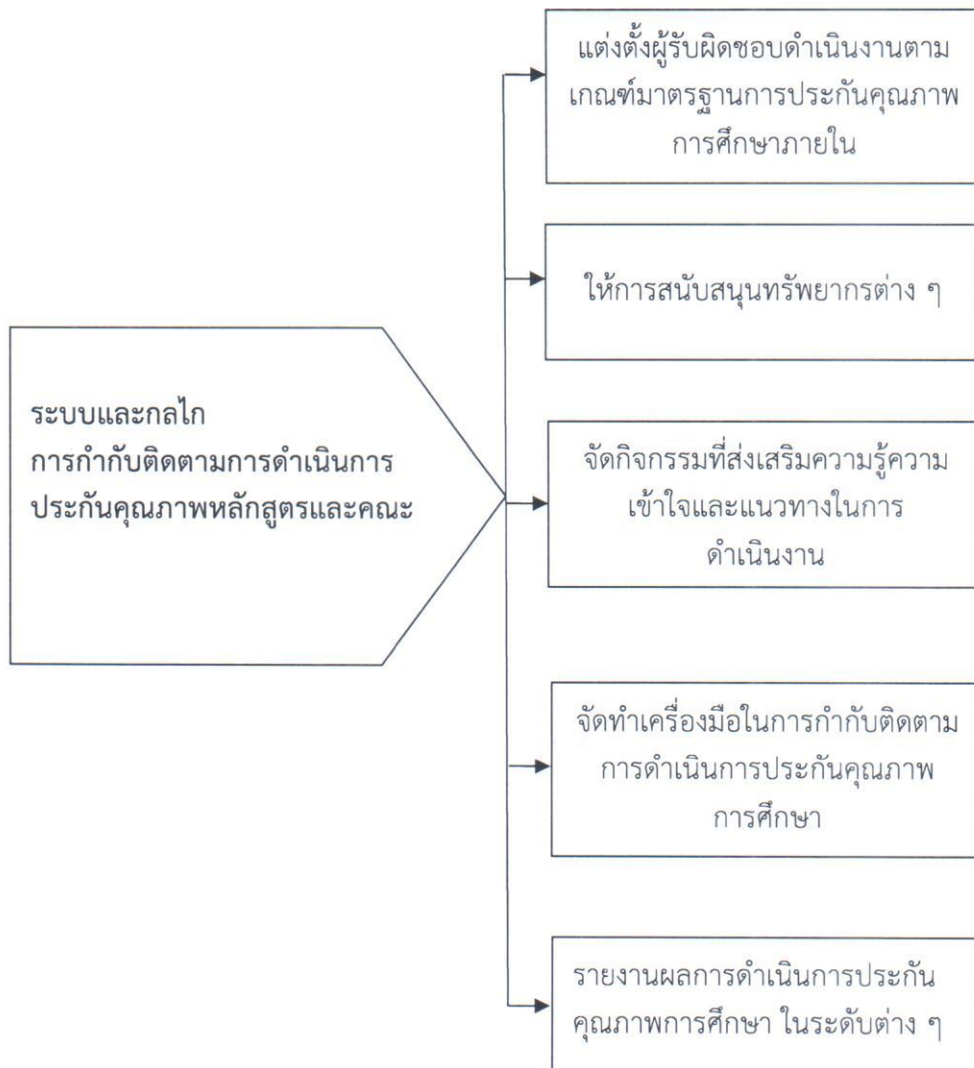 แต่งตั้งผู้รับผิดชอบดำเนินงานตาม
เกณฑ์มาตรฐานการประกันคุณภาพ
การศึกษาภายใน
ให้การสนับสนุนทรัพยากรต่าง ๆ
ระบบและกลไก
การกำกับติดตามการดำเนินการ
ประกันคุณภาพหลักสูตรและคณะ
จัดกิจกรรมที่ส่งเสริมความรู้ความ
เข้าใจและแนวทางในการ
ดำเนินงาน
จัดทำเครื่องมือในการกำกับติดตาม
การดำเนินการประกันคุณภาพ
การศึกษา
รายงานผลการดำเนินการประกัน
คุณภาพการศึกษา ในระดับต่าง ๆ